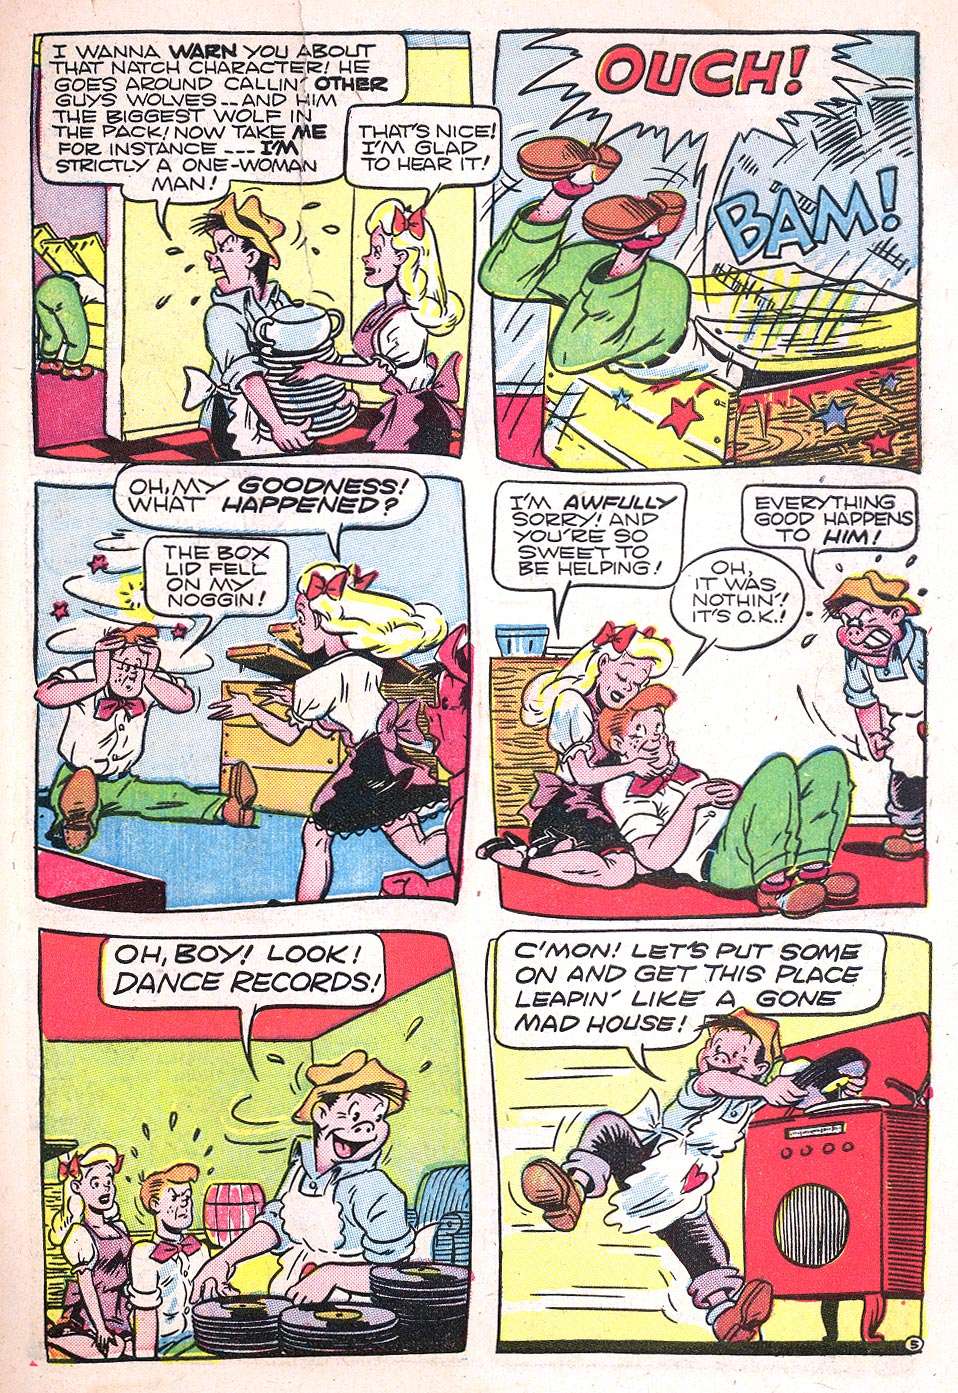 I WANNA WARN YOU ABOUT
THAT NATCH CHARACTER! HE
GOES AROUND CALLIN' OTHER
GUYS WOLVES -- AND HIM
THE BIGGEST WOLF IN
THE PACK! NOW TAKE ME
FOR INSTANCE --- I'M
STRICTLY A ONE-WOMAN
MAN!
THAT'S NICE!
I'M GLAD
TO HEAR IT!
OUCH!
BAM!
OH, MY GOODNESS!
WHAT HAPPENED?
THE BOX
LID FELL
ON MY
NOGGIN!
I'M AWFULLY
SORRY! AND
YOU'RE SO
SWEET TO
BE HELPING!
OH,
IT WAS
NOTHIN'!
IT'S O.K.!
EVERYTHING
GOOD HAPPENS
TO HIM!
OH, BOY! LOOK!
DANCE RECORDS!
C'MON! LET'S PUT SOME
ON AND GET THIS PLACE
LEAPIN' LIKE A GONE
MAD HOUSE!
5